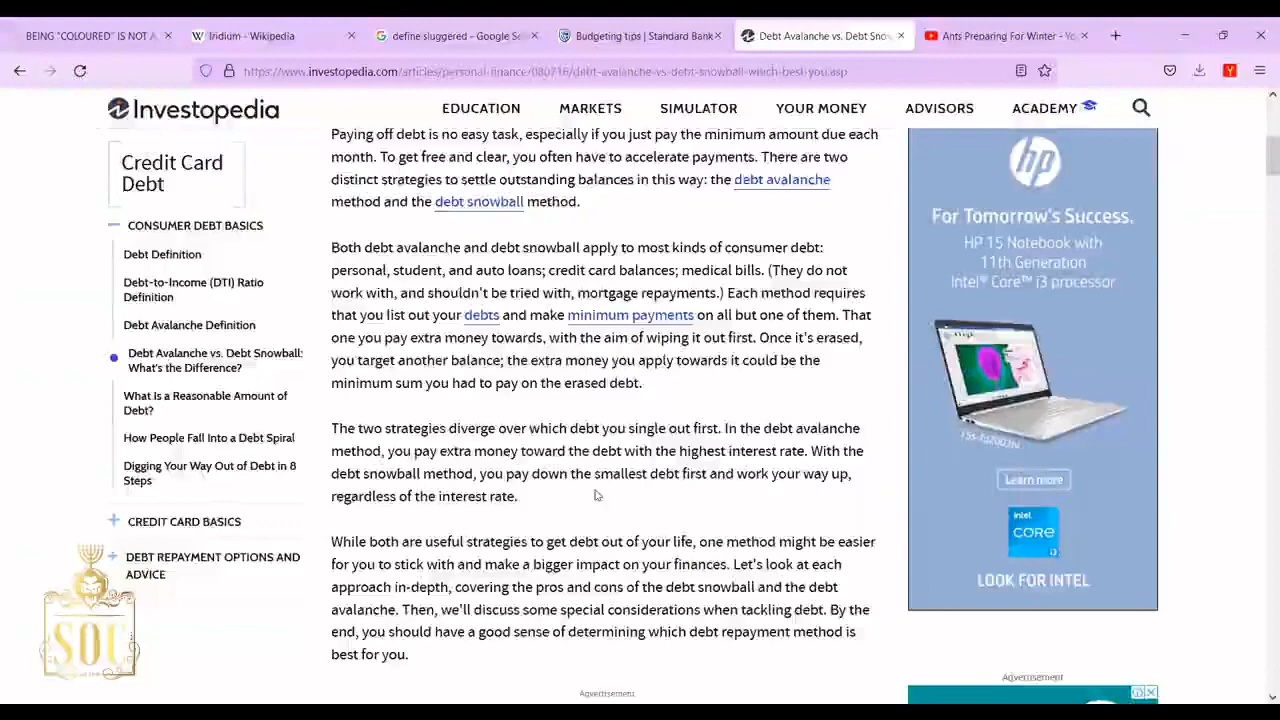 BEING "COLOURED" IS NOT A
Iridium - Wikipedia
define sluggered - Google Se
Budgeting tips | Standard Bank
Debt Avalanche vs. Debt Snow
Ants Preparing For Winter - Yo
https://www.investopedia.com/articles/personal-finance/080716/debt-avalanche-vs-debt-snowball-which-best-you.asp
Investopedia
EDUCATION MARKETS SIMULATOR YOUR MONEY ADVISORS ACADEMY
Credit Card
Debt
CONSUMER DEBT BASICS
Debt Definition
Debt-to-Income (DTI) Ratio
Definition
Debt Avalanche Definition
Debt Avalanche vs. Debt Snowball:
What's the Difference?
What Is a Reasonable Amount of
Debt?
How People Fall Into a Debt Spiral
Digging Your Way Out of Debt in 8
Steps
CREDIT CARD BASICS
DEBT REPAYMENT OPTIONS AND
ADVICE
SOC
Paying off debt is no easy task, especially if you just pay the minimum amount due each
month. To get free and clear, you often have to accelerate payments. There are two
distinct strategies to settle outstanding balances in this way: the debt avalanche
method and the debt snowball method.
Both debt avalanche and debt snowball apply to most kinds of consumer debt:
personal, student, and auto loans; credit card balances; medical bills. (They do not
work with, and shouldn't be tried with, mortgage repayments.) Each method requires
that you list out your debts and make minimum payments on all but one of them. That
one you pay extra money towards, with the aim of wiping it out first. Once it's erased,
you target another balance; the extra money you apply towards it could be the
minimum sum you had to pay on the erased debt.
The two strategies diverge over which debt you single out first. In the debt avalanche
method, you pay extra money toward the debt with the highest interest rate. With the
debt snowball method, you pay down the smallest debt first and work your way up,
regardless of the interest rate.
While both are useful strategies to get debt out of your life, one method might be easier
for you to stick with and make a bigger impact on your finances. Let's look at each
approach in-depth, covering the pros and cons of the debt snowball and the debt
avalanche. Then, we'll discuss some special considerations when tackling debt. By the
end, you should have a good sense of determining which debt repayment method is
best for you.
Advertisement
hp
For Tomorrow's Success.
HP 15 Notebook with
11th Generation
Intel® Core™ i3 processor
Learn more
intel
CORE
i3
LOOK FOR INTEL
Advertisement